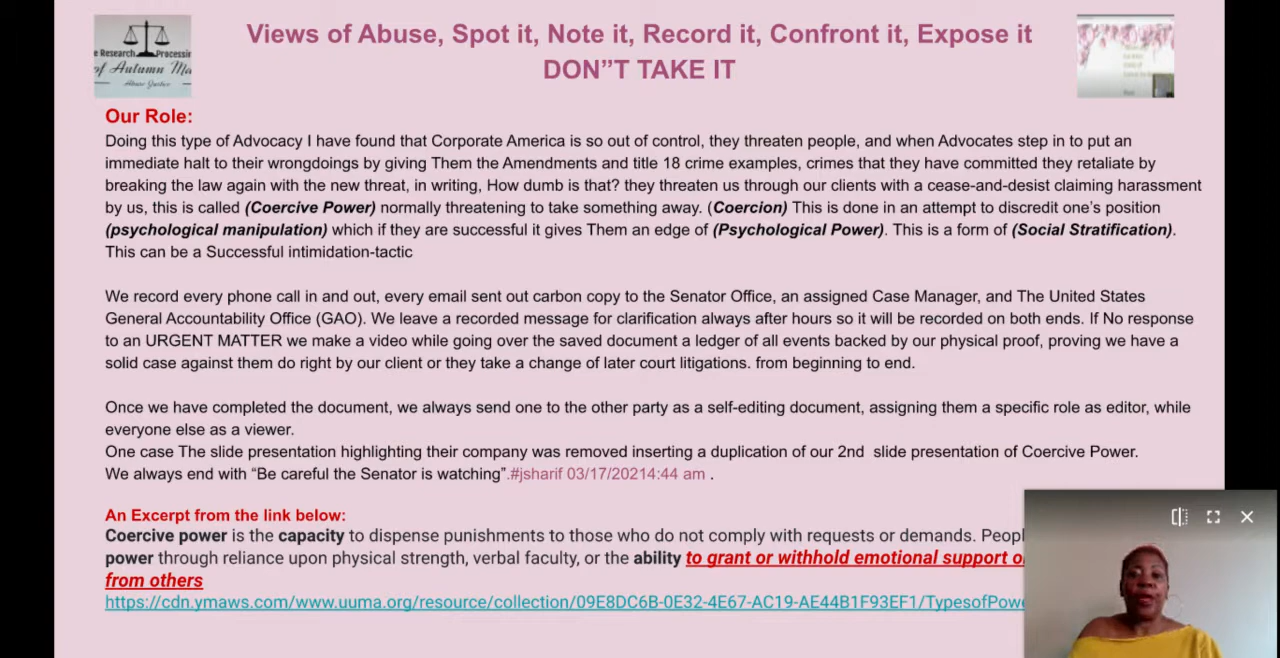 Views of Abuse, Spot it, Note it, Record it, Confront it, Expose it
DON”T TAKE IT
e Research Processin
of Autumn Ma
Abuse Justice
Our Role:
Doing this type of Advocacy I have found that Corporate America is so out of control, they threaten people, and when Advocates step in to put an
immediate halt to their wrongdoings by giving Them the Amendments and title 18 crime examples, crimes that they have committed they retaliate by
breaking the law again with the new threat, in writing, How dumb is that? they threaten us through our clients with a cease-and-desist claiming harassment
by us, this is called (Coercive Power) normally threatening to take something away. (Coercion) This is done in an attempt to discredit one’s position
(psychological manipulation) which if they are successful it gives Them an edge of (Psychological Power). This is a form of (Social Stratification).
This can be a Successful intimidation-tactic
We record every phone call in and out, every email sent out carbon copy to the Senator Office, an assigned Case Manager, and The United States
General Accountability Office (GAO). We leave a recorded message for clarification always after hours so it will be recorded on both ends. If No response
to an URGENT MATTER we make a video while going over the saved document a ledger of all events backed by our physical proof, proving we have a
solid case against them do right by our client or they take a change of later court litigations. from beginning to end.
Once we have completed the document, we always send one to the other party as a self-editing document, assigning them a specific role as editor, while
everyone else as a viewer.
One case The slide presentation highlighting their company was removed inserting a duplication of our 2nd slide presentation of Coercive Power.
We always end with “Be careful the Senator is watching”.#jsharif 03/17/20214:44 am .
An Excerpt from the link below:
Coercive power is the capacity to dispense punishments to those who do not comply with requests or demands. Peopl
power through reliance upon physical strength, verbal faculty, or the ability to grant or withhold emotional support o
from others
https://cdn.ymaws.com/www.uuma.org/resource/collection/09E8DC6B-0E32-4E67-AC19-AE44B1F93EF1/TypesofPowe